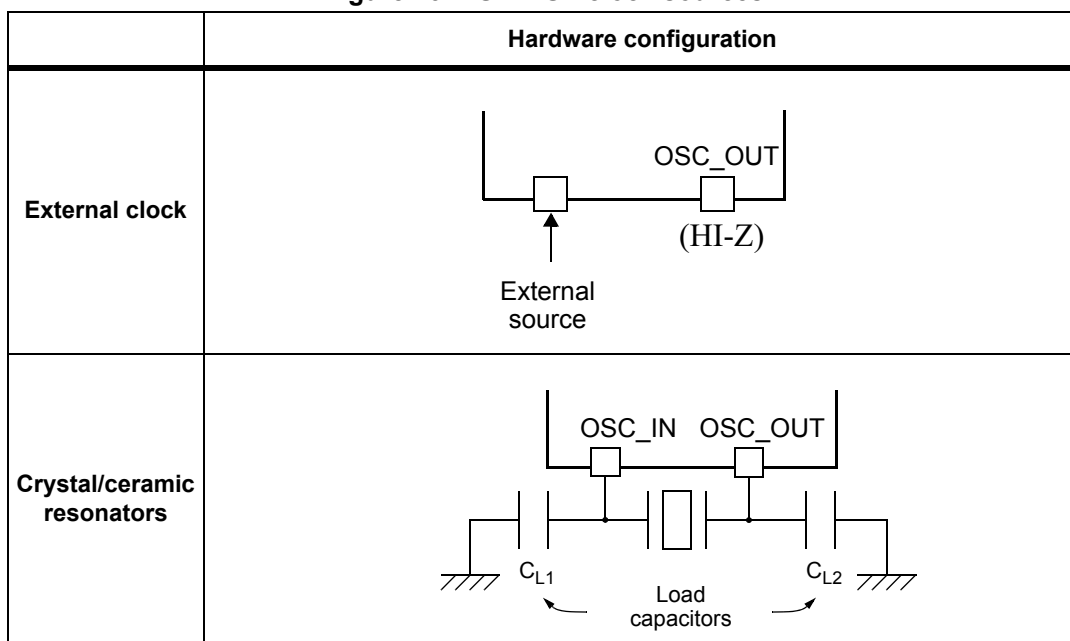 Hardware configuration
External clock
OSC_OUT
(HI-Z)
External
source
Crystal/ceramic
resonators
OSC_IN OSC_OUT
CL1
CL2
Load
capacitors